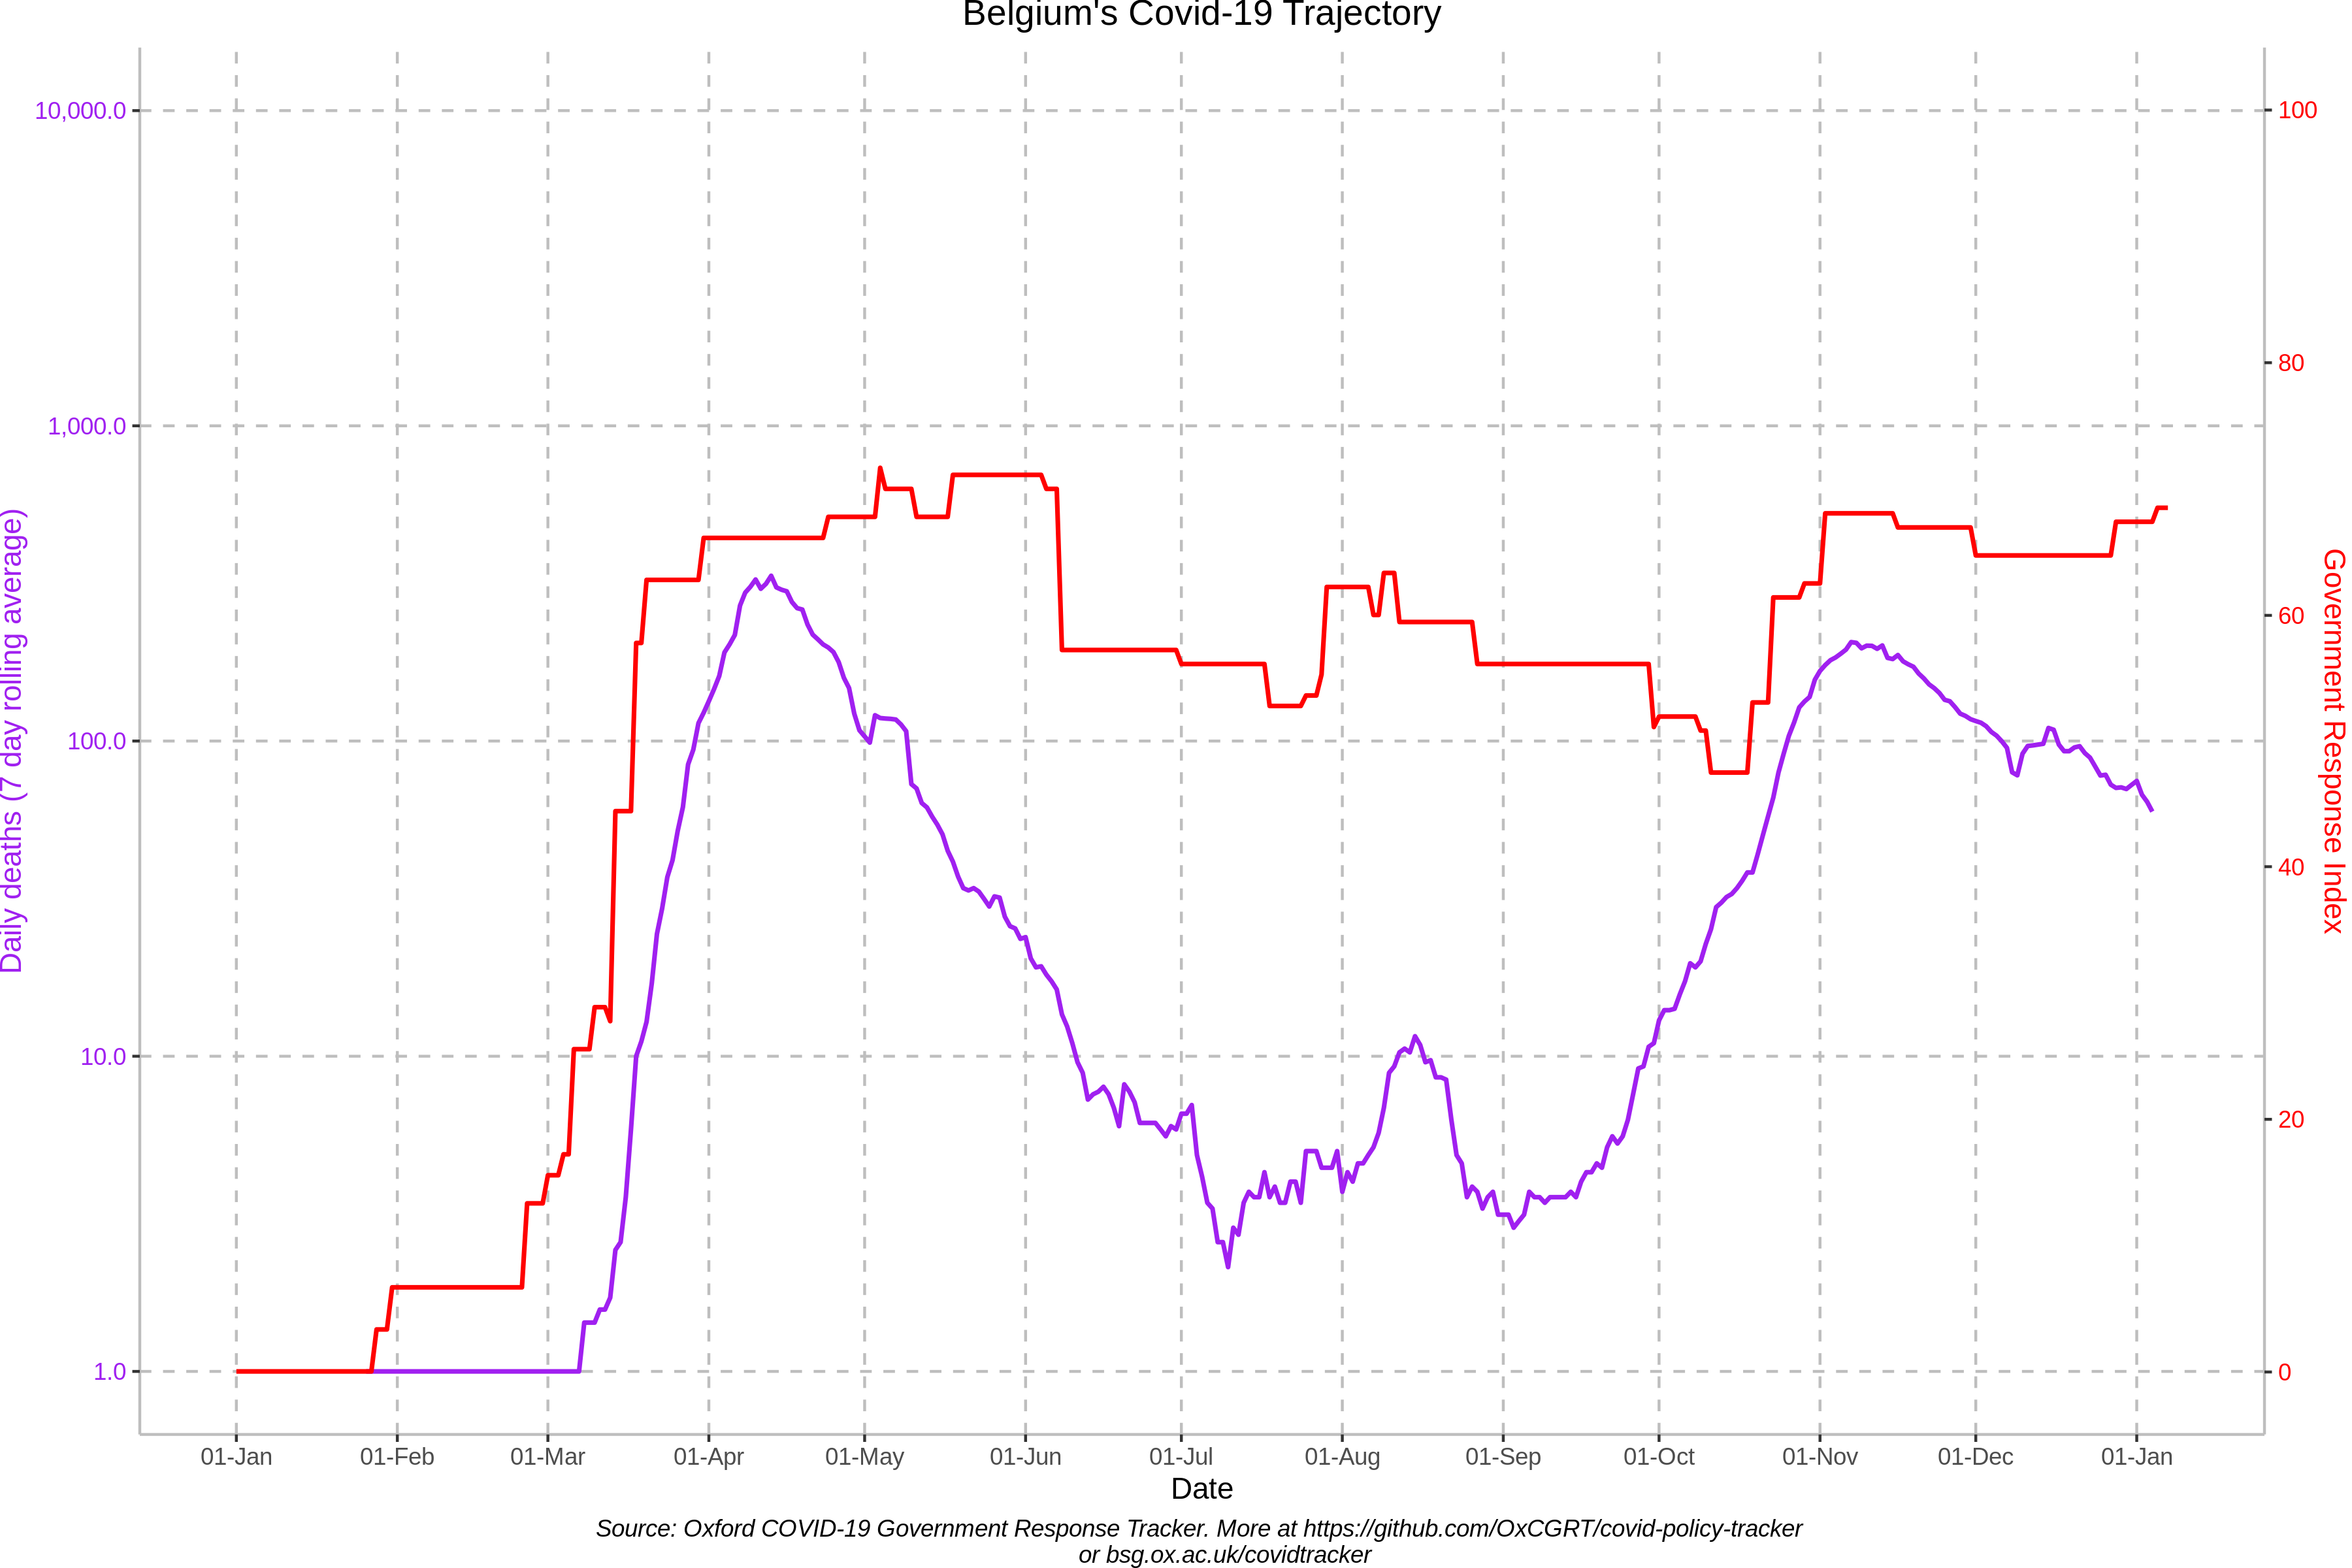 Belgium's Covid-19 Trajectory
10,000.0
1,000.0
100.0
10.0
1.0
Daily deaths (7 day rolling average)
100
80
60
40
20
0
Government Response Index
01-Jan
01-Feb
01-Mar
01-Apr
01-May
01-Jun
01-Jul
01-Aug
01-Sep
01-Oct
01-Nov
01-Dec
01-Jan
Date
Source: Oxford COVID-19 Government Response Tracker. More at https://github.com/OxCGRT/covid-policy-tracker
or bsg.ox.ac.uk/covidtracker